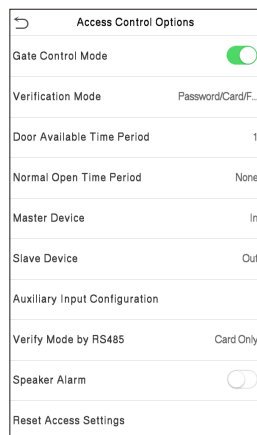 Access Control Options
Gate Control Mode
Verification Mode Password/Card/F...
Door Available Time Period 1
Normal Open Time Period None
Master Device In
Slave Device Out
Auxiliary Input Configuration
Verify Mode by RS485 Card Only
Speaker Alarm
Reset Access Settings